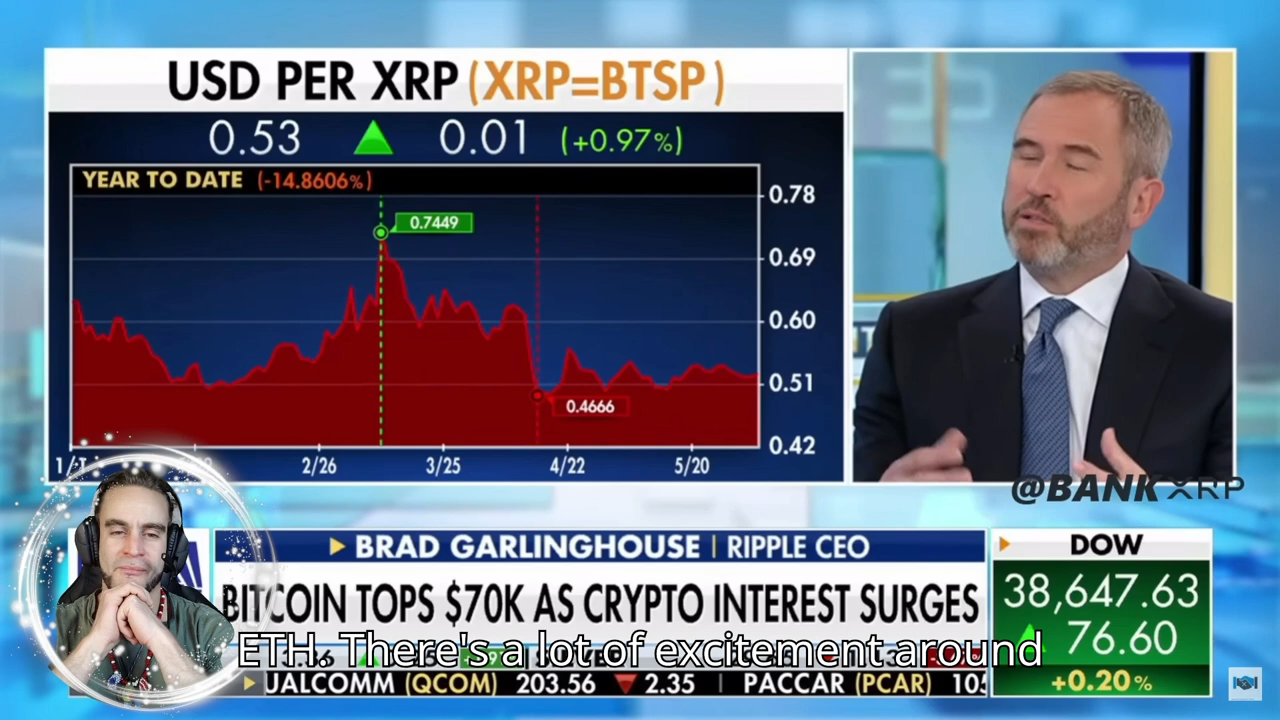 USD PER XRP (XRP=BTSP )
0.53 ▲ 0.01 (+0.97%)
YEAR TO DATE (-14.8606%)
0.7449
0.4666
0.78
0.69
0.60
0.51
0.42
2/26 3/25 4/22 5/20
@BANK XRP
BRAD GARLINGHOUSE | RIPPLE CEO
BITCOIN TOPS $70K AS CRYPTO INTEREST SURGES
ETH. There's a lot of excitement around
UALCOMM (QCOM) 203.56 ▼ 2.35 | PACCAR (PCAR) 105
DOW
38,647.63
▲ 76.60
+0.20%